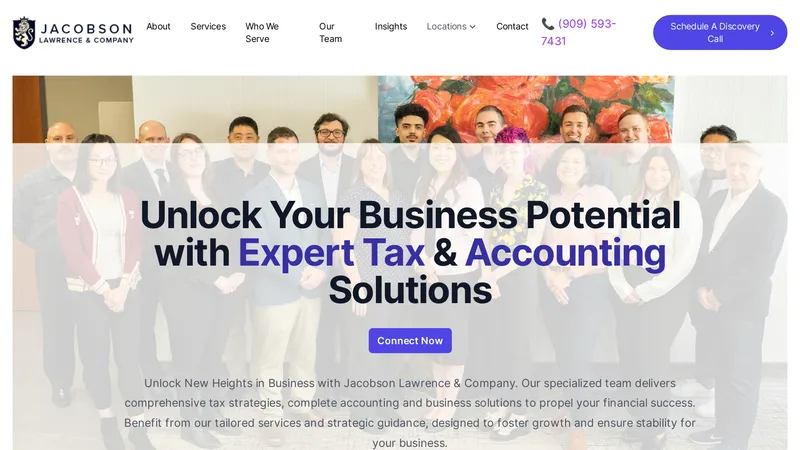 JACOBSON
LAWRENCE & COMPANY
About
Services
Who We
Serve
Our
Team
Insights
Locations
Contact
📞 (909) 593-
7431
Schedule A Discovery
Call
Unlock Your Business Potential
with Expert Tax & Accounting
Solutions
Connect Now
Unlock New Heights in Business with Jacobson Lawrence & Company. Our specialized team delivers
comprehensive tax strategies, complete accounting and business solutions to propel your financial success.
Benefit from our tailored services and strategic guidance, designed to foster growth and ensure stability for
your business.